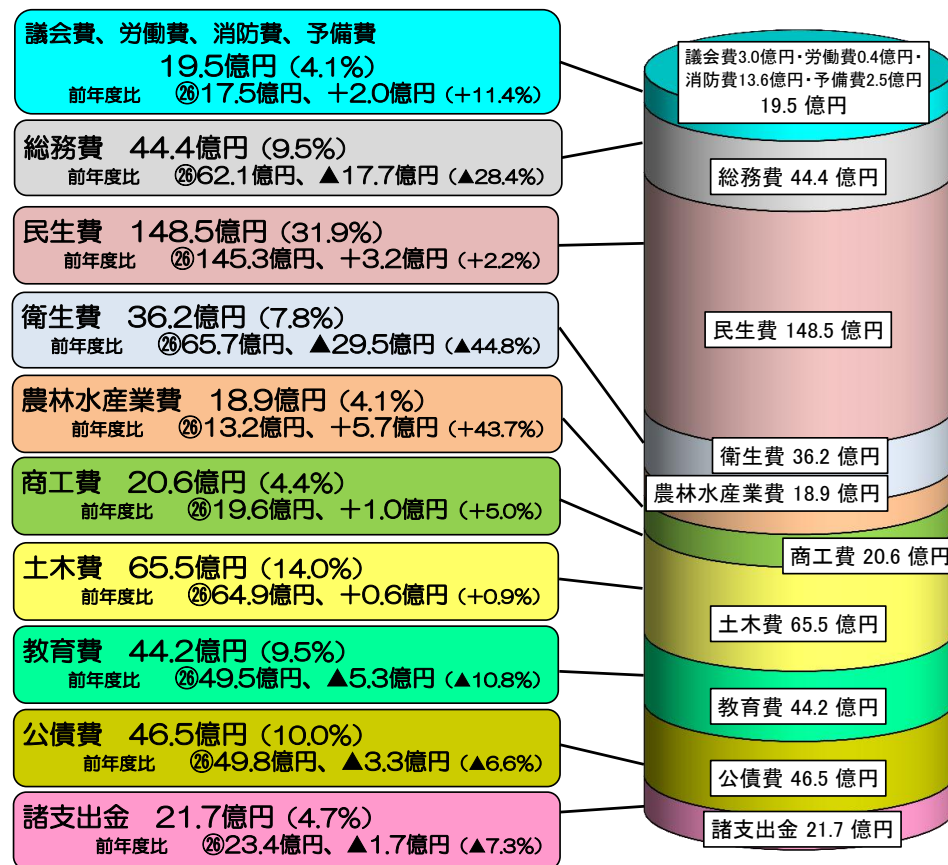 議会費、労働費、消防費、予備費
19.5億円（4.1%）
前年度比　㉖17.5億円、＋2.0億円（+11.4%）
総務費　44.4億円（9.5%）
前年度比　㉖62.1億円、▲17.7億円（▲28.4%）
民生費　148.5億円（31.9%）
前年度比　㉖145.3億円、＋3.2億円（+2.2%）
衛生費　36.2億円（7.8%）
前年度比　㉖65.7億円、▲29.5億円（▲44.8%）
農林水産業費　18.9億円（4.1%）
前年度比　㉖13.2億円、＋5.7億円（+43.7%）
商工費　20.6億円（4.4%）
前年度比　㉖19.6億円、＋1.0億円（+5.0%）
土木費　65.5億円（14.0%）
前年度比　㉖64.9億円、＋0.6億円（+0.9%）
教育費　44.2億円（9.5%）
前年度比　㉖49.5億円、▲5.3億円（▲10.8%）
公債費　46.5億円（10.0%）
前年度比　㉖49.8億円、▲3.3億円（▲6.6%）
諸支出金　21.7億円（4.7%）
前年度比　㉖23.4億円、▲1.7億円（▲7.3%）
議会費3.0億円・労働費0.4億円・
消防費13.6億円・予備費2.5億円
19.5 億円
総務費 44.4 億円
民生費 148.5 億円
衛生費 36.2 億円
農林水産業費 18.9 億円
商工費 20.6 億円
土木費 65.5 億円
教育費 44.2 億円
公債費 46.5 億円
諸支出金 21.7 億円